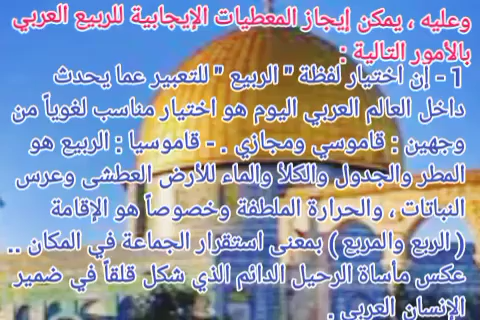 وعليه ، يمكن إيجاز المعطيات الإيجابية للربيع العربي
بالأمور التالية :
1 - إن اختيار لفظة " الربيع " للتعبير عما يحدث
داخل العالم العربي اليوم هو اختيار مناسب لغوياً من
وجهين : قاموسي ومجازي . - قاموسيا : الربيع هو
المطر والجدول والكلأ والماء للأرض العطشى وعرس
النباتات ، والحرارة الملطفة وخصوصاً هو الإقامة
( الربع والمربع ) بمعنى استقرار الجماعة في المكان ..
عكس مأساة الرحيل الدائم الذي شكل قلقاً في ضمير
الإنسان العربي .